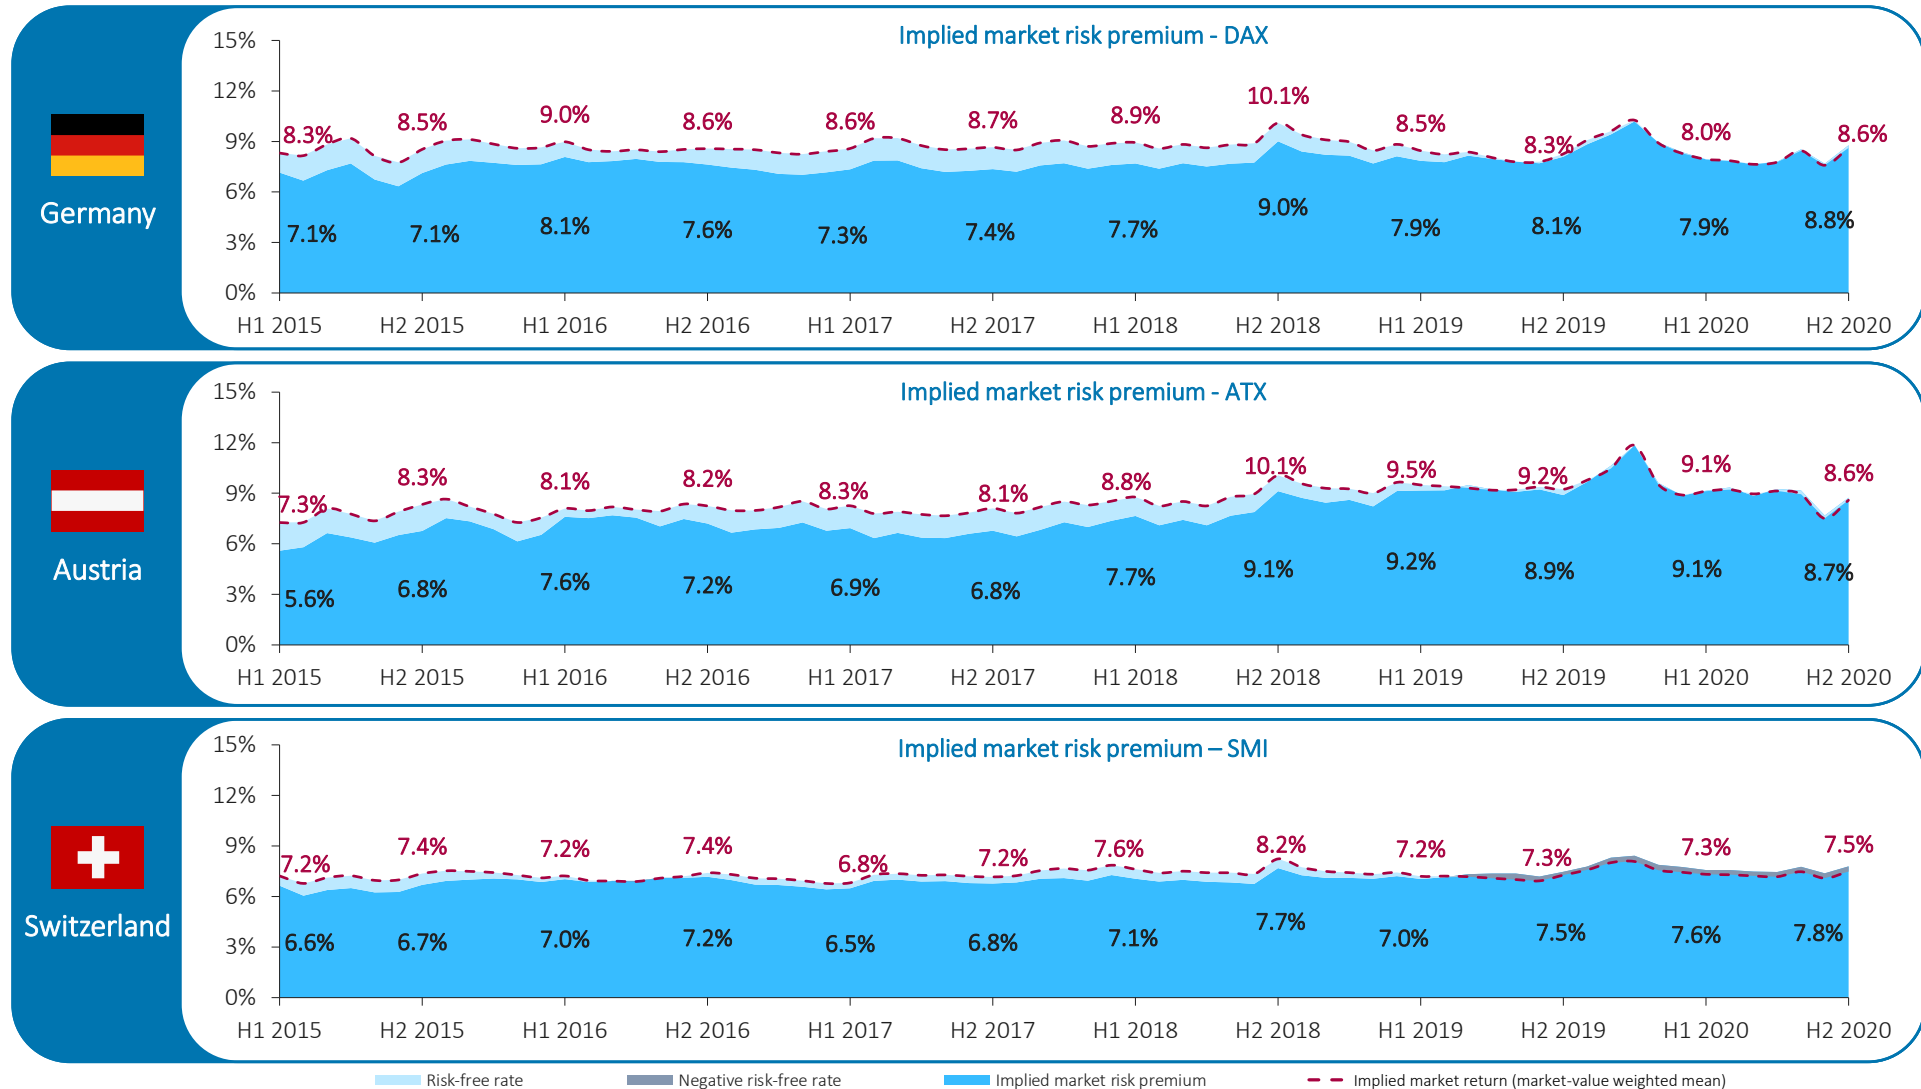 Germany
Implied market risk premium - DAX
15%
12%
9%
6%
3%
0%
8.3% 8.5% 9.0% 8.6% 8.6% 8.7% 8.9% 10.1% 8.5% 8.3% 8.0% 8.6%
7.1% 7.1% 8.1% 7.6% 7.3% 7.4% 7.7% 9.0% 7.9% 8.1% 7.9% 8.8%
H1 2015 H2 2015 H1 2016 H2 2016 H1 2017 H2 2017 H1 2018 H2 2018 H1 2019 H2 2019 H1 2020 H2 2020
Austria
Implied market risk premium - ATX
15%
12%
9%
6%
3%
0%
7.3% 8.3% 8.1% 8.2% 8.3% 8.1% 8.8% 10.1% 9.5% 9.2% 9.1% 8.6%
5.6% 6.8% 7.6% 7.2% 6.9% 6.8% 7.7% 9.1% 9.2% 8.9% 9.1% 8.7%
H1 2015 H2 2015 H1 2016 H2 2016 H1 2017 H2 2017 H1 2018 H2 2018 H1 2019 H2 2019 H1 2020 H2 2020
Switzerland
Implied market risk premium – SMI
15%
12%
9%
6%
3%
0%
7.2% 7.4% 7.2% 7.4% 6.8% 7.2% 7.6% 8.2% 7.2% 7.3% 7.3% 7.5%
6.6% 6.7% 7.0% 7.2% 6.5% 6.8% 7.1% 7.7% 7.0% 7.5% 7.6% 7.8%
H1 2015 H2 2015 H1 2016 H2 2016 H1 2017 H2 2017 H1 2018 H2 2018 H1 2019 H2 2019 H1 2020 H2 2020
Risk-free rate Negative risk-free rate Implied market risk premium Implied market return (market-value weighted mean)